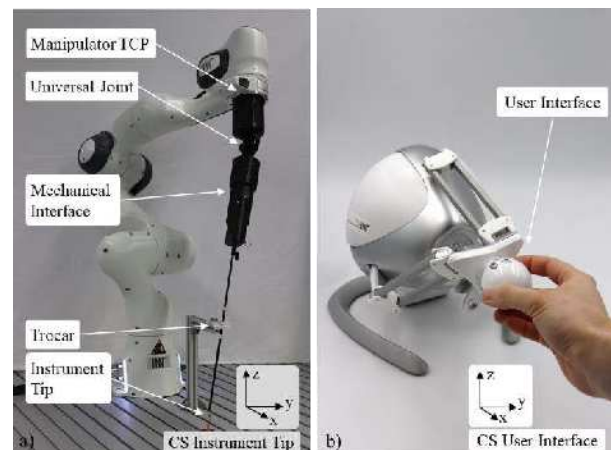 Manipulator TCP
Universal Joint
Mechanical
Interface
Trocar
Instrument
Tip
z
y
x
a)
CS Instrument Tip
User Interface
z
y
x
b)
CS User Interface